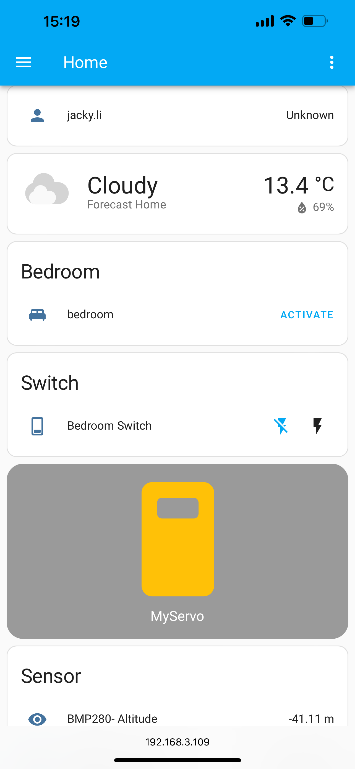 15:19
Home
jacky.li Unknown
Cloudy 13.4 °C
Forecast Home 69%
Bedroom
bedroom ACTIVATE
Switch
Bedroom Switch
MyServo
Sensor
BMP280- Altitude -41.11 m
192.168.3.109